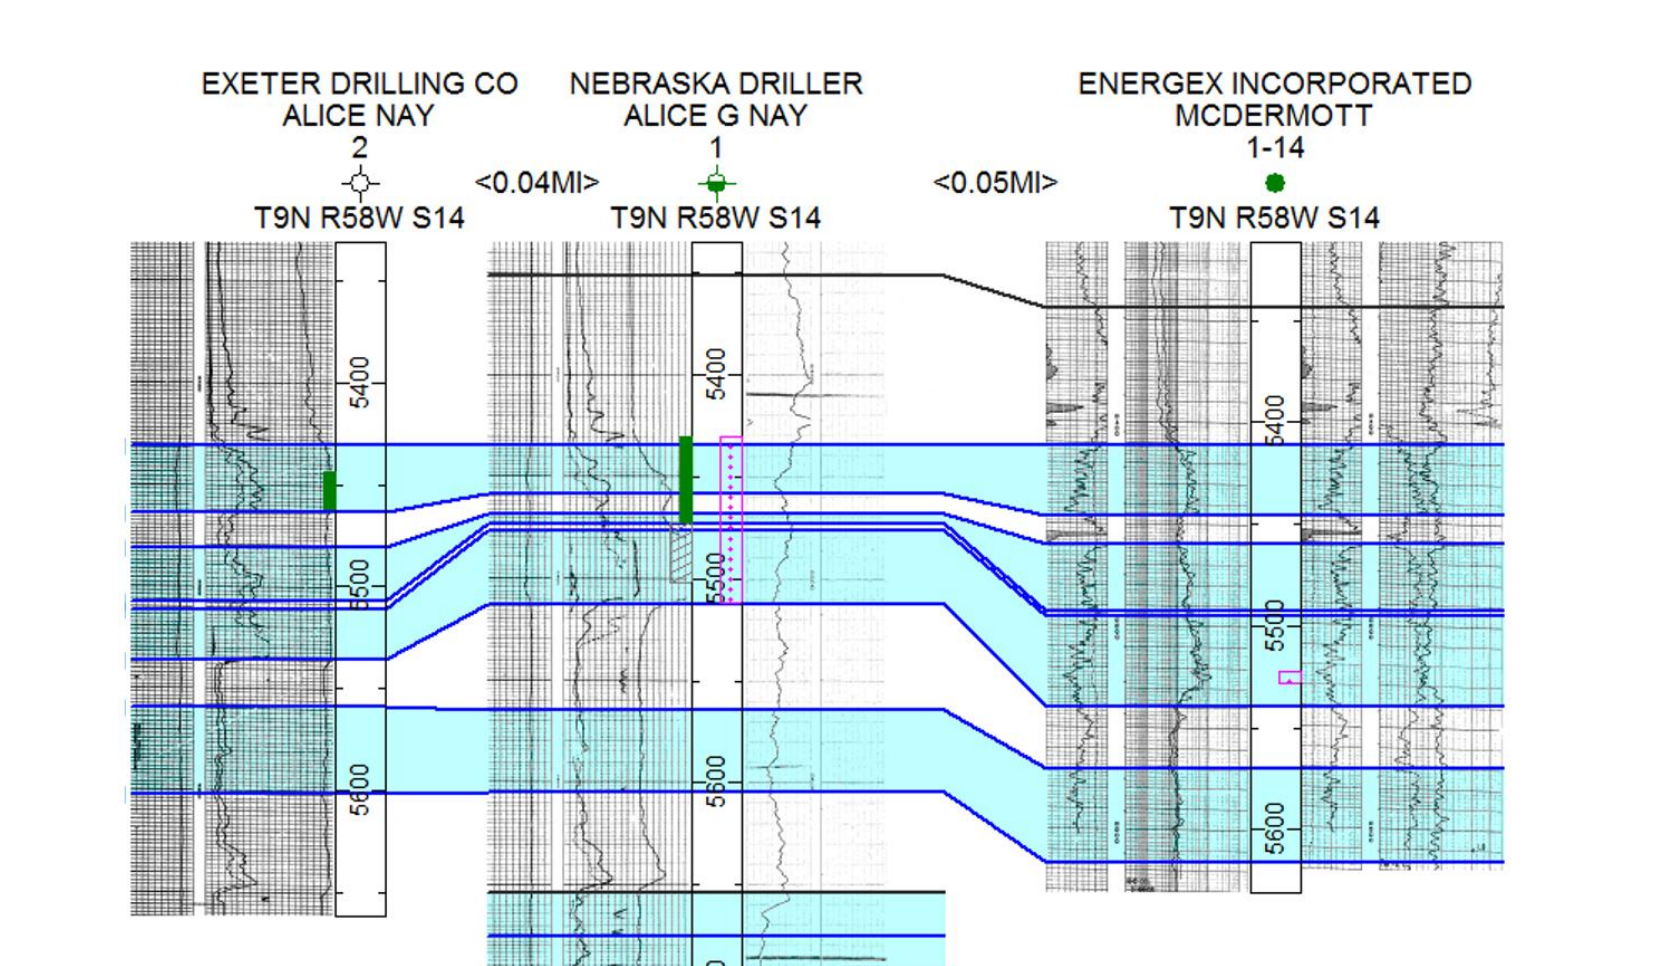 EXETER DRILLING CO
ALICE NAY
2
T9N R58W S14
<0.04MI>
NEBRASKA DRILLER
ALICE G NAY
1
T9N R58W S14
<0.05MI>
ENERGEX INCORPORATED
MCDERMOTT
1-14
T9N R58W S14
5400
5500
5600
5400
5500
5600
5400
5500
5600